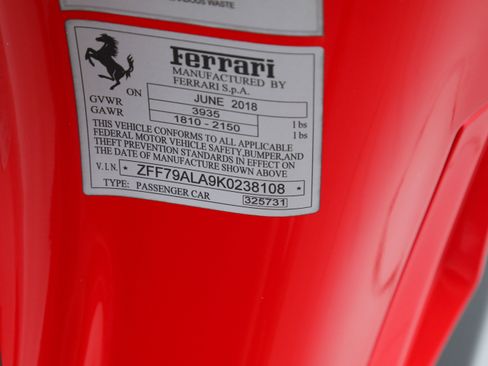 Ferrari
MANUFACTURED BY
FERRARI S.p.A.
ON JUNE 2018
GVWR 3935 lbs
GAWR 1810 - 2150 lbs
THIS VEHICLE CONFORMS TO ALL APPLICABLE
FEDERAL MOTOR VEHICLE SAFETY, BUMPER, AND
THEFT PREVENTION STANDARDS IN EFFECT ON
THE DATE OF MANUFACTURE SHOWN ABOVE
V.I.N. * ZFF79ALA9K0238108 *
TYPE: PASSENGER CAR 325731